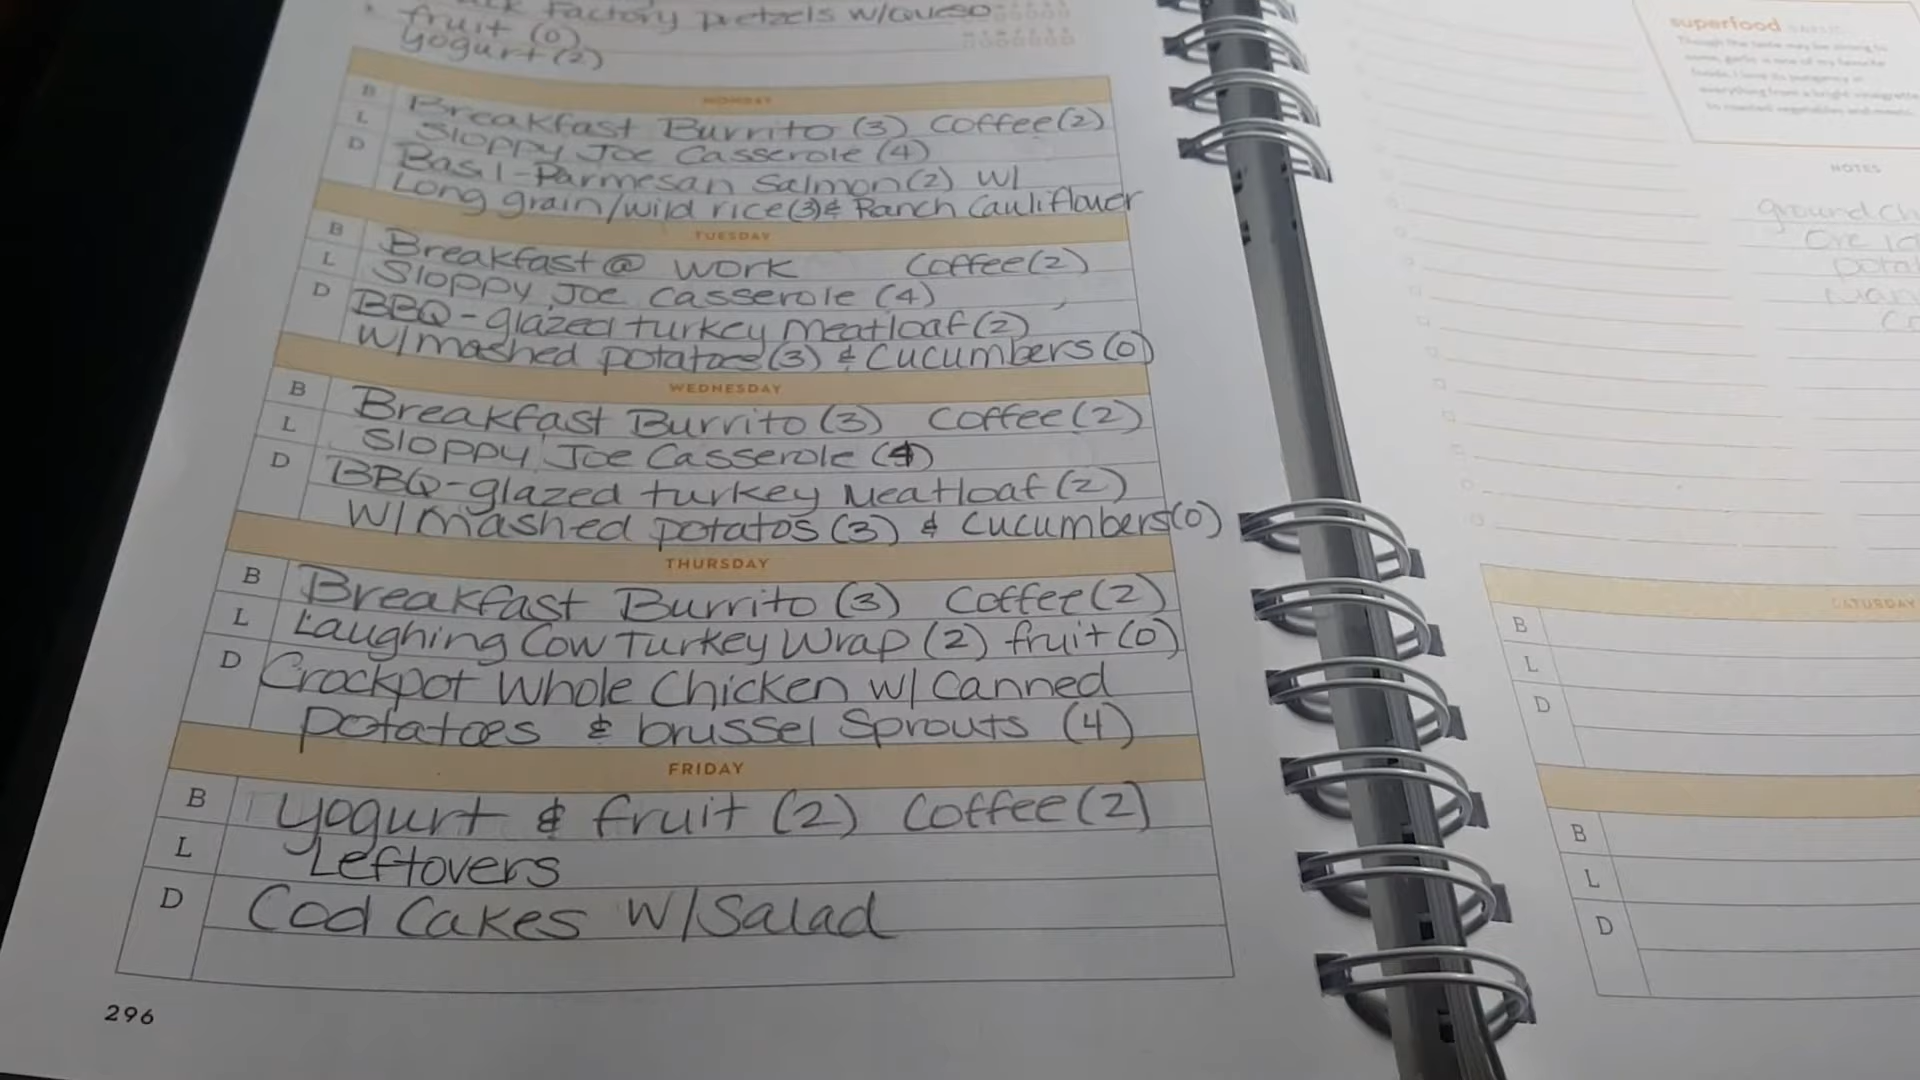 Factory pretzels w/queso
fruit (0)
yogurt (2)
MONDAY
B Breakfast Burrito (3) Coffee (2)
L Sloppy Joe Casserole (4)
D Basil-Parmesan Salmon (2) w/
Long grain/wild rice (3) & Ranch Cauliflower
TUESDAY
B Breakfast @ work Coffee (2)
L Sloppy Joe Casserole (4)
D BBQ-glazed turkey Meatloaf (2)
w/mashed potatoes (3) & Cucumbers (0)
WEDNESDAY
B Breakfast Burrito (3) Coffee (2)
L Sloppy Joe Casserole (4)
D BBQ-glazed turkey Meatloaf (2)
w/mashed potatos (3) & Cucumbers (0)
THURSDAY
B Breakfast Burrito (3) Coffee (2)
L Laughing Cow Turkey Wrap (2) fruit (0)
D Crockpot Whole Chicken w/ Canned
potatoes & brussel Sprouts (4)
FRIDAY
B yogurt & fruit (2) Coffee (2)
L Leftovers
D Cod Cakes w/Salad
296
superfood
NOTES
ground
SATURDAY
B
L
D
B
L
D